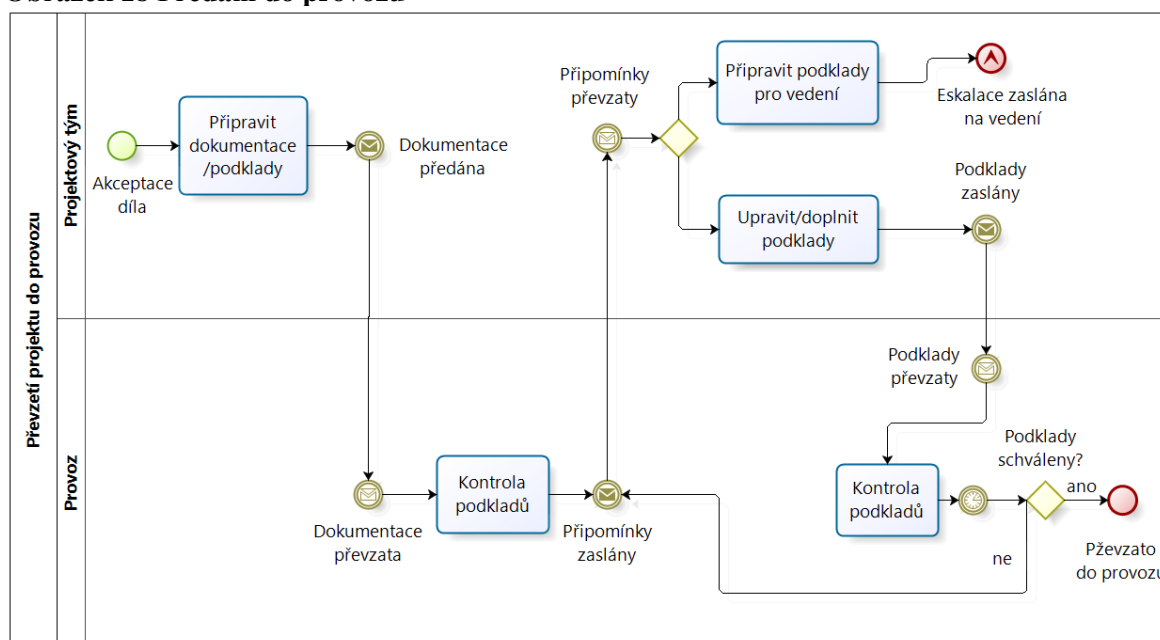 Obrázek Předání do provozu
Převzetí projektu do provozu
Projektový tým
Provoz
Akceptace
díla
Připravit
dokumentace
/podklady
Dokumentace
předána
Připomínky
převzaty
Připravit podklady
pro vedení
Eskalace zaslána
na vedení
Upravit/doplnit
podklady
Podklady
zaslány
Dokumentace
převzata
Kontrola
podkladů
Připomínky
zaslány
Podklady
převzaty
Kontrola
podkladů
Podklady
schváleny?
ano
ne
Pževzato
do provozu